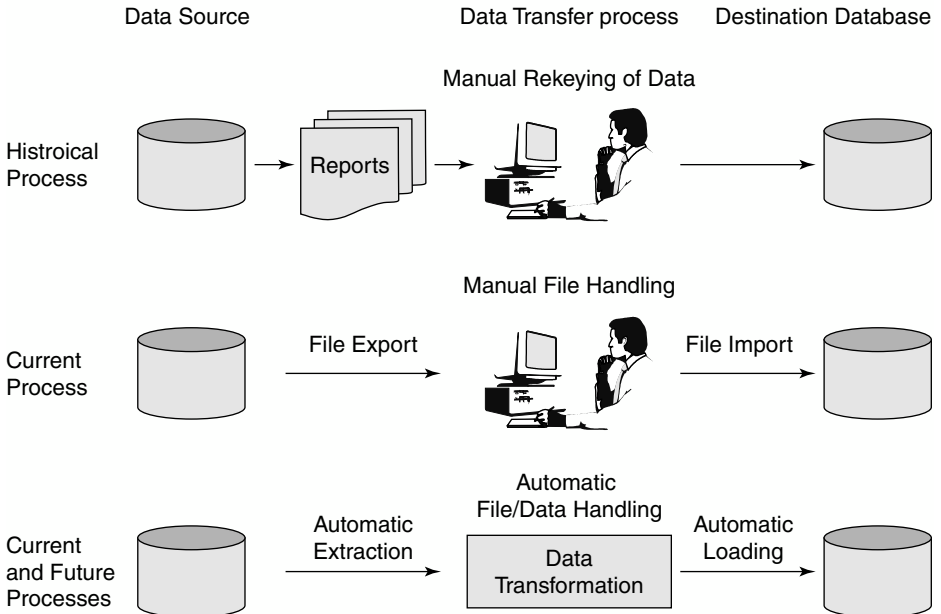 Data Source
Data Transfer process
Destination Database
Manual Rekeying of Data
Histroical
Process
Reports
Manual File Handling
Current
Process
File Export
File Import
Automatic
File/Data Handling
Current
and Future
Processes
Automatic
Extraction
Data
Transformation
Automatic
Loading